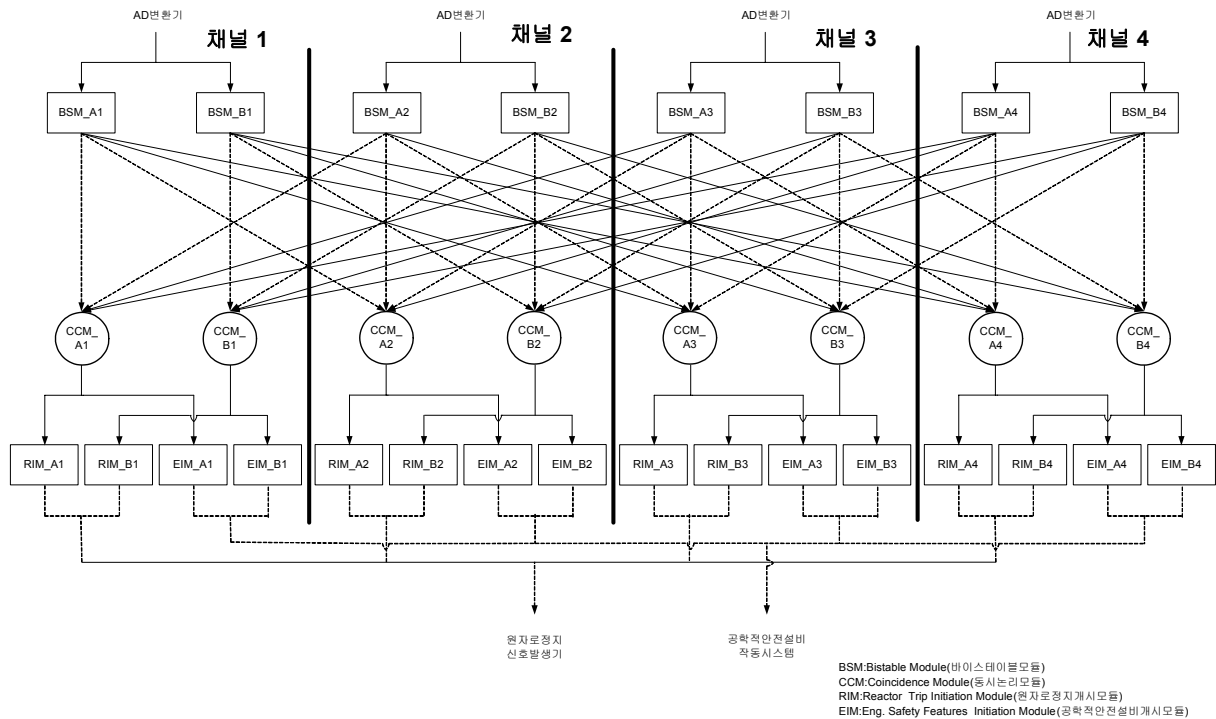 AD변환기
AD변환기
AD변환기
AD변환기
채널 1
채널 2
채널 3
채널 4
BSM_A1
BSM_B1
BSM_A2
BSM_B2
BSM_A3
BSM_B3
BSM_A4
BSM_B4
CCM_
A1
CCM_
B1
CCM_
A2
CCM_
B2
CCM_
A3
CCM_
B3
CCM_
A4
CCM_
B4
RIM_A1
RIM_B1
EIM_A1
EIM_B1
RIM_A2
RIM_B2
EIM_A2
EIM_B2
RIM_A3
RIM_B3
EIM_A3
EIM_B3
RIM_A4
RIM_B4
EIM_A4
EIM_B4
원자로정지
신호발생기
공학적안전설비
작동시스템
BSM:Bistable Module(바이스테이블모듈)
CCM:Coincidence Module(동시논리모듈)
RIM:Reactor Trip Initiation Module(원자로정지개시모듈)
EIM:Eng. Safety Features Initiation Module(공학적안전설비개시모듈)